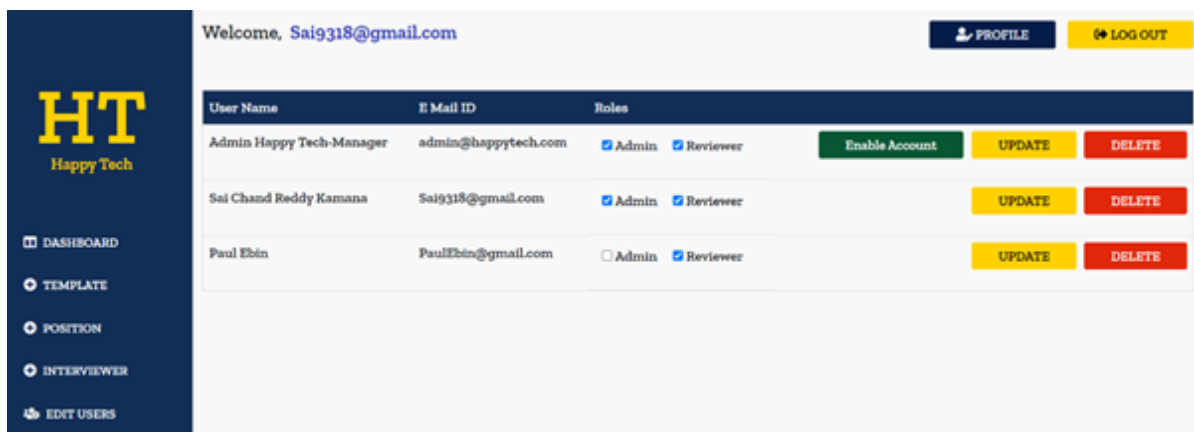 Welcome, Sai9318@gmail.com
PROFILE
LOG OUT
HT
Happy Tech
DASHBOARD
TEMPLATE
POSITION
INTERVIEWER
EDIT USERS
User Name E Mail ID Roles
Admin Happy Tech-Manager admin@happytech.com Admin Reviewer Enable Account UPDATE DELETE
Sai Chand Reddy Kamana Sai9318@gmail.com Admin Reviewer UPDATE DELETE
Paul Ebin PaulEbin@gmail.com Admin Reviewer UPDATE DELETE